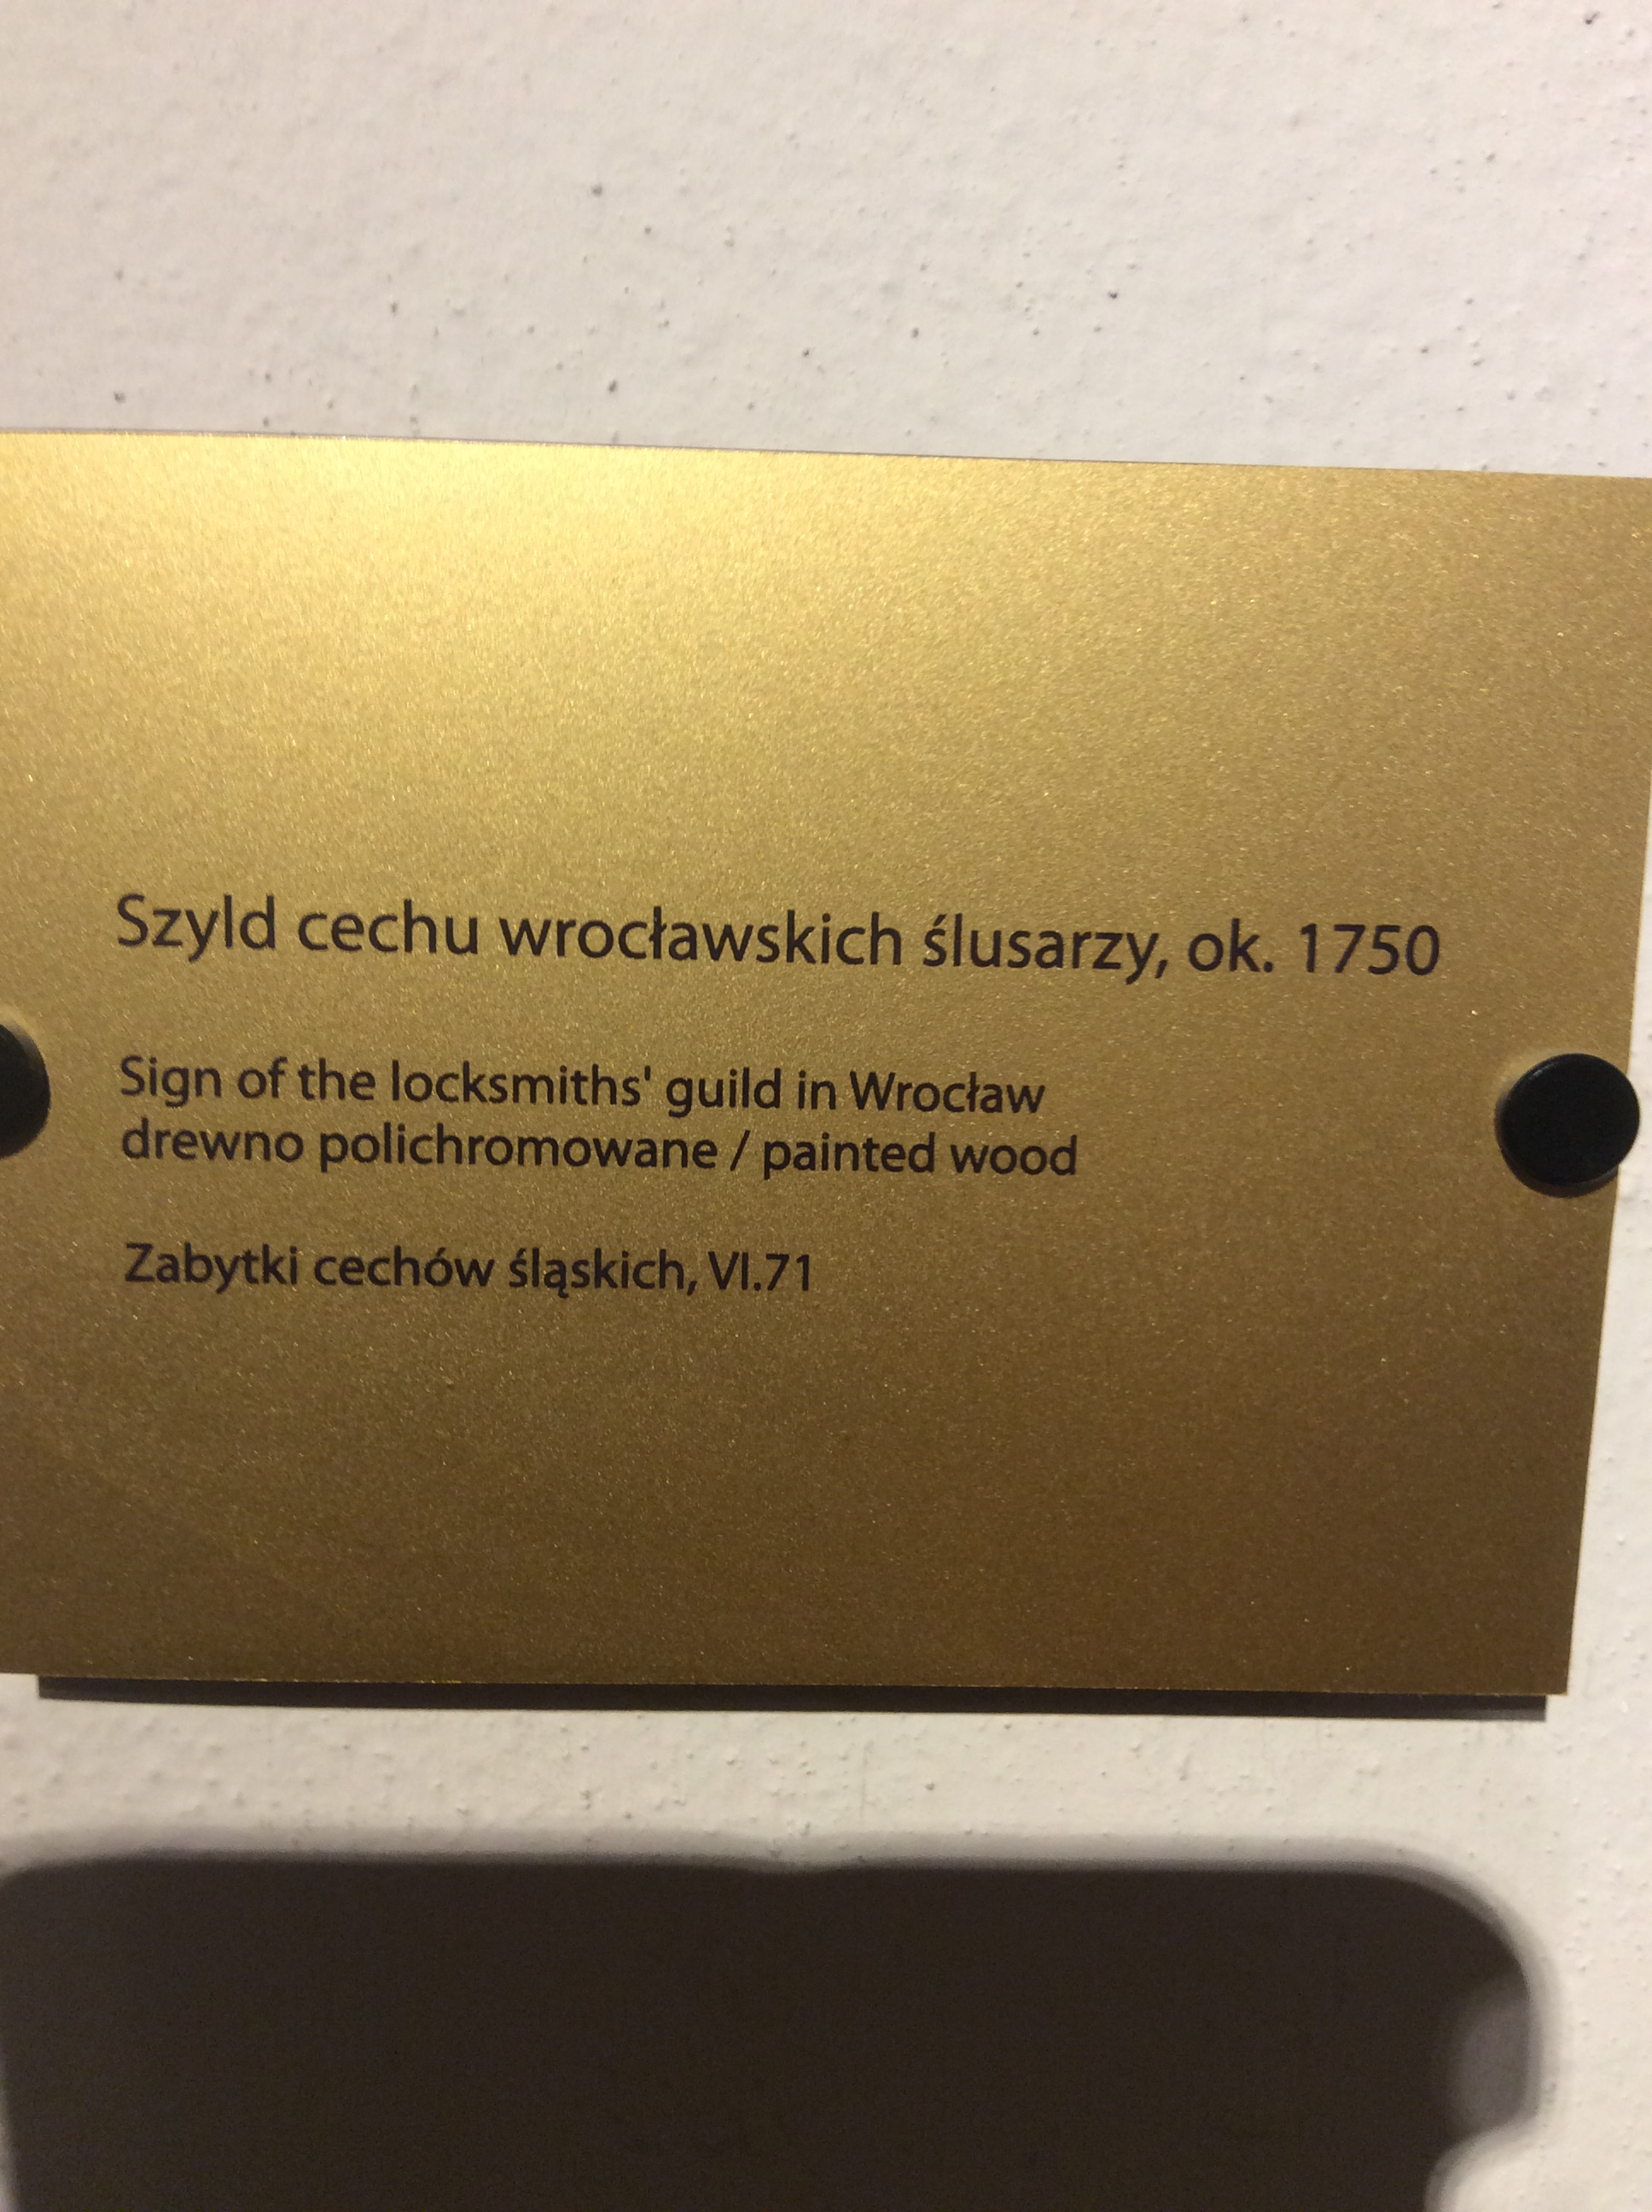 Szyld cechu wrocławskich ślusarzy, ok. 1750
Sign of the locksmiths' guild in Wrocław
drewno polichromowane / painted wood
Zabytki cechów śląskich, VI.71